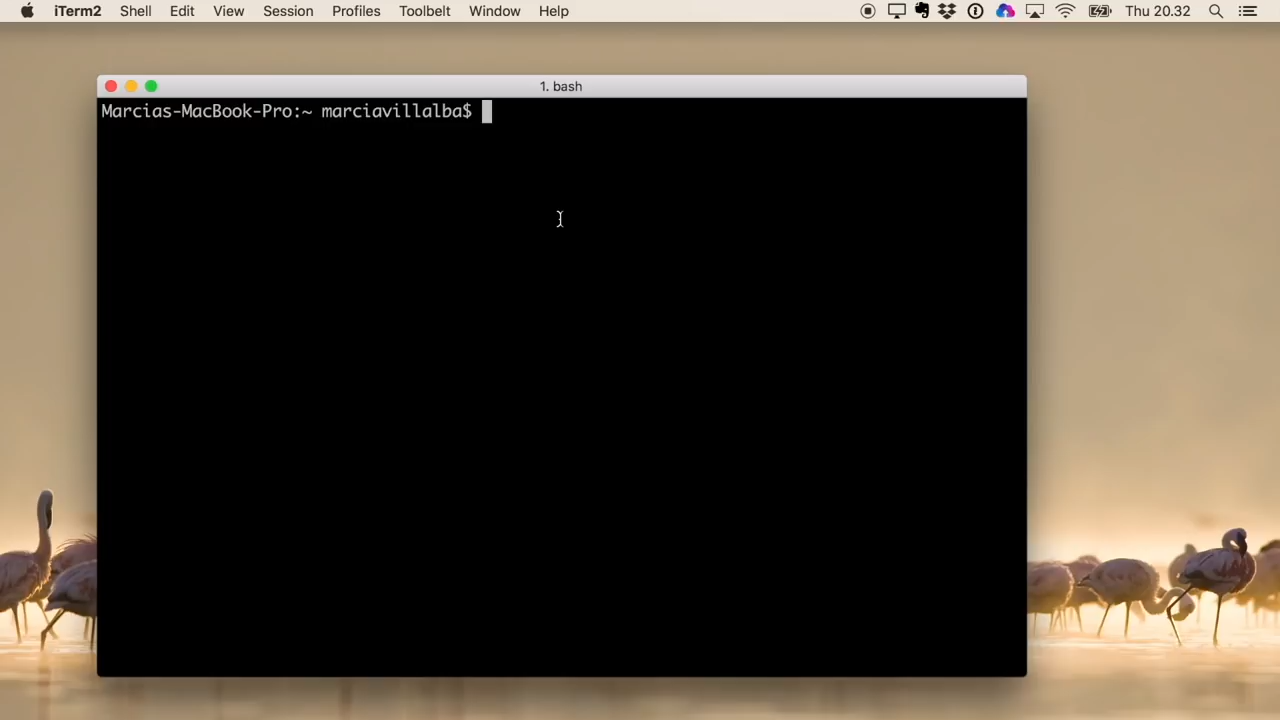 iTerm2 Shell Edit View Session Profiles Toolbelt Window Help Thu 20.32
1. bash
Marcias-MacBook-Pro:~ marciavillalba$